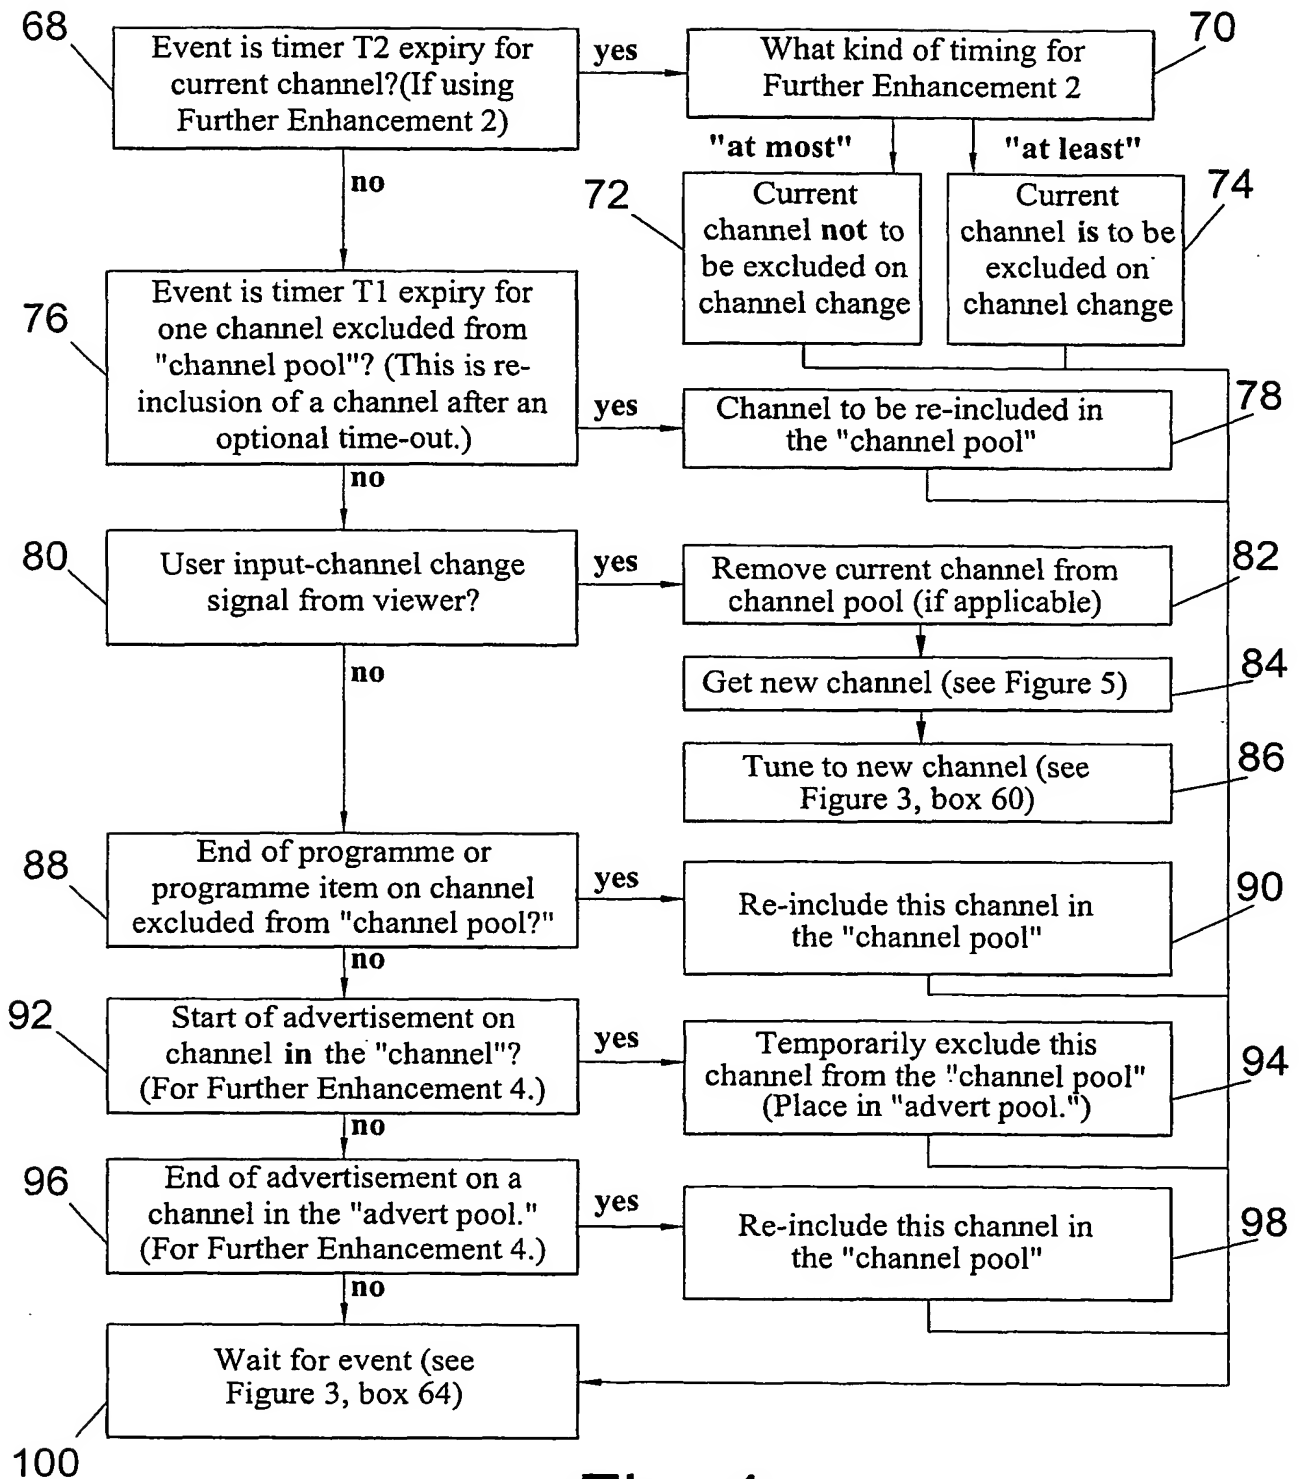 68
Event is timer T2 expiry for
current channel?(If using
Further Enhancement 2)
yes
What kind of timing for
Further Enhancement 2
70
no
"at most"
"at least"
72
Current
channel not to
be excluded on
channel change
Current
channel is to be
excluded on
channel change
74
76
Event is timer T1 expiry for
one channel excluded from
"channel pool"? (This is re-
inclusion of a channel after an
optional time-out.)
yes
Channel to be re-included in
the "channel pool"
78
no
80
User input-channel change
signal from viewer?
yes
Remove current channel from
channel pool (if applicable)
82
Get new channel (see Figure 5)
84
no
Tune to new channel (see
Figure 3, box 60)
86
88
End of programme or
programme item on channel
excluded from "channel pool?"
yes
Re-include this channel in
the "channel pool"
90
no
92
Start of advertisement on
channel in the "channel"?
(For Further Enhancement 4.)
yes
Temporarily exclude this
channel from the "channel pool"
(Place in "advert pool.")
94
no
96
End of advertisement on a
channel in the "advert pool."
(For Further Enhancement 4.)
yes
Re-include this channel in
the "channel pool"
98
no
Wait for event (see
Figure 3, box 64)
100